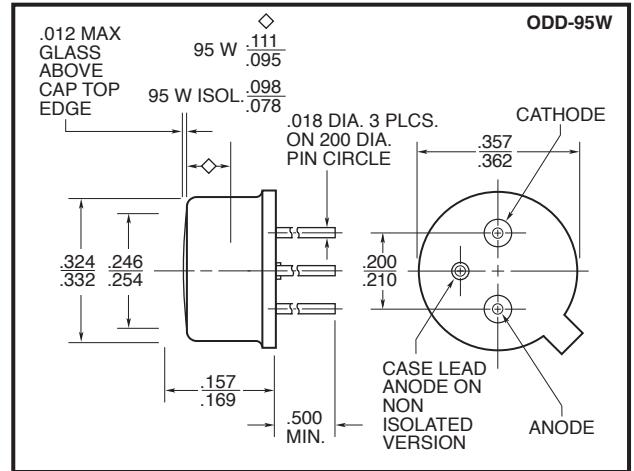 ODD-95W
.012 MAX
GLASS
ABOVE
CAP TOP
EDGE
◇
95 W .111
.095
95 W ISOL. .098
.078
.018 DIA. 3 PLCS.
ON 200 DIA.
PIN CIRCLE
CATHODE
.357
.362
◇
.324
.332
.246
.254
.200
.210
.157
.169
.500
MIN.
CASE LEAD
ANODE ON
NON
ISOLATED
VERSION
ANODE